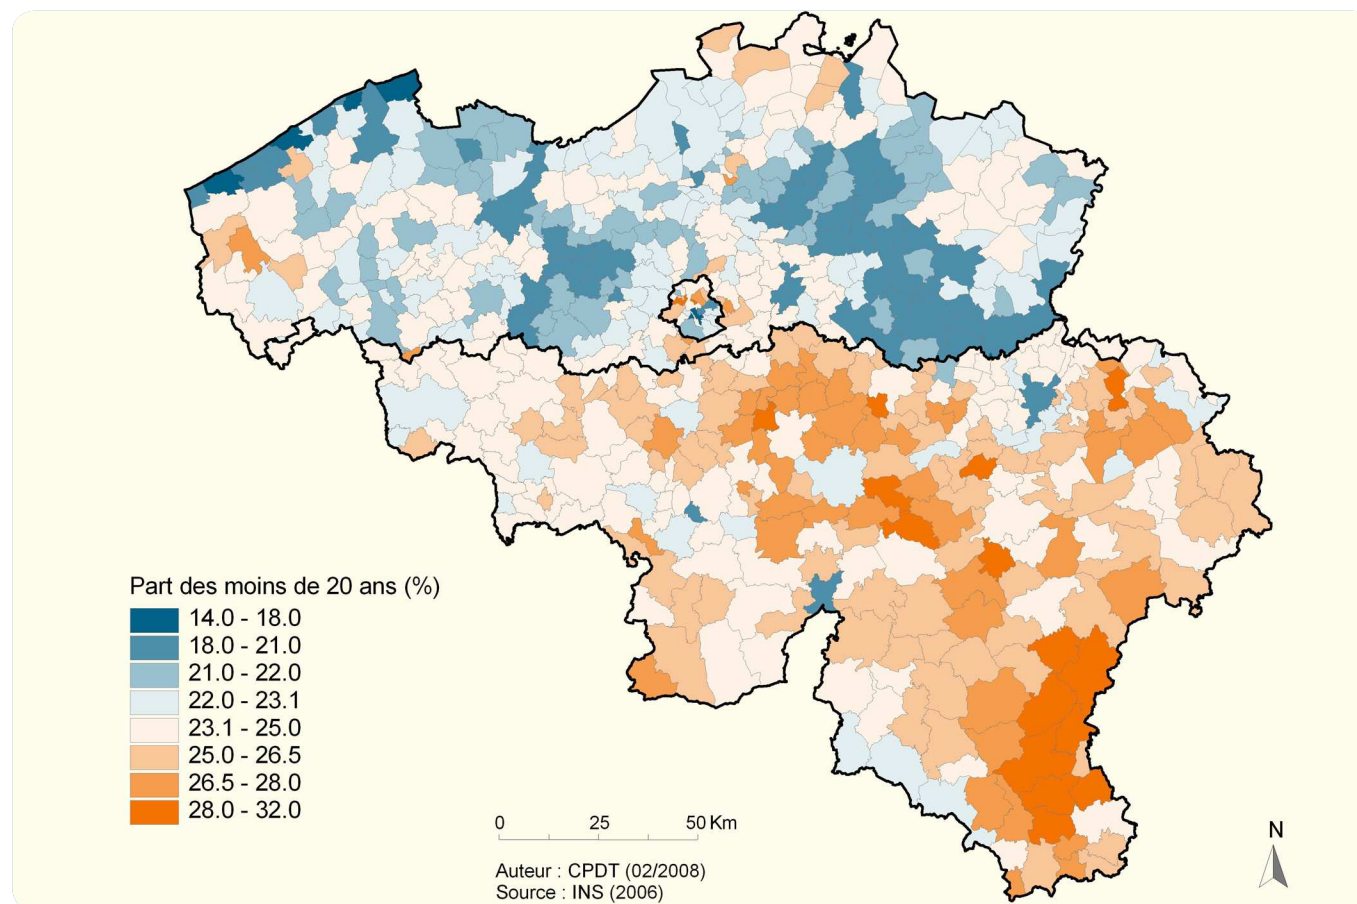 Part des moins de 20 ans (%)
14.0 - 18.0
18.0 - 21.0
21.0 - 22.0
22.0 - 23.1
23.1 - 25.0
25.0 - 26.5
26.5 - 28.0
28.0 - 32.0
0 25 50 Km
Auteur : CPDT (02/2008)
Source : INS (2006)
N